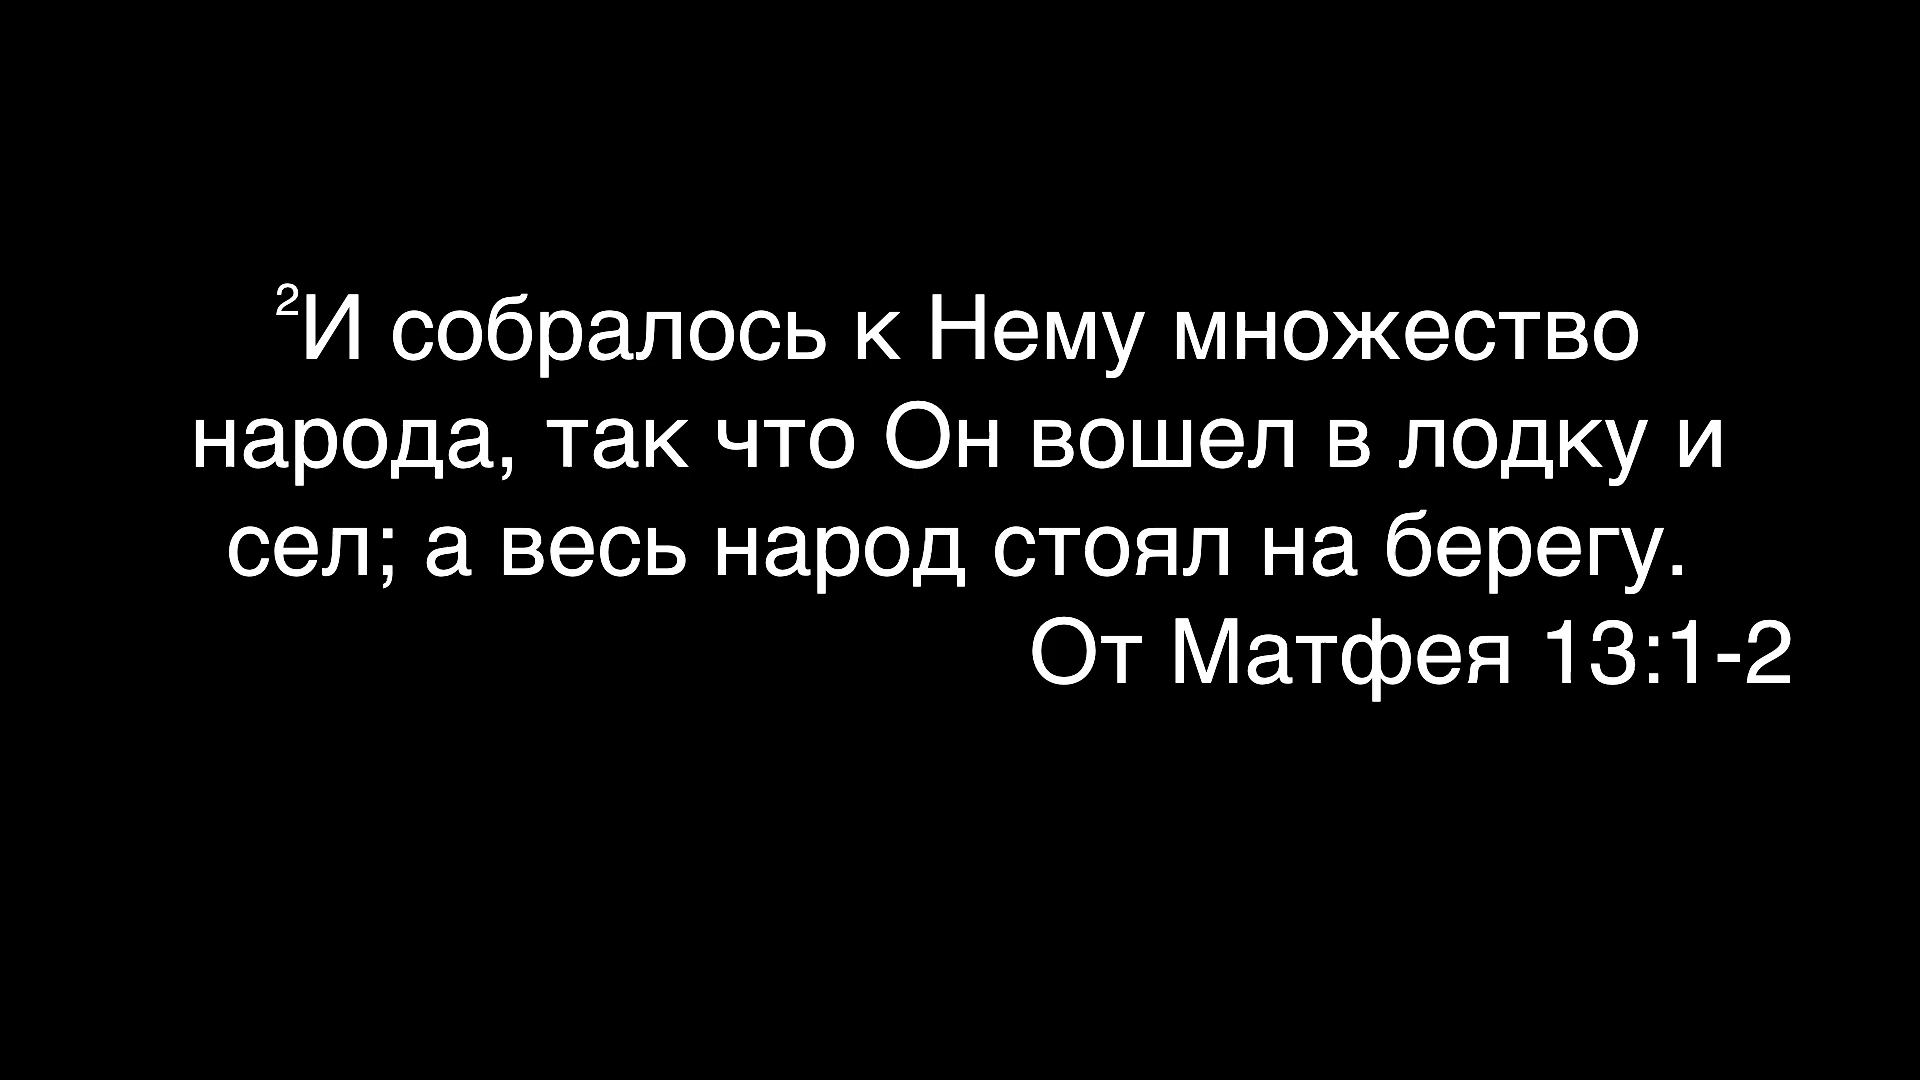 ²И собралось к Нему множество
народа, так что Он вошел в лодку и
сел; а весь народ стоял на берегу.
От Матфея 13:1-2